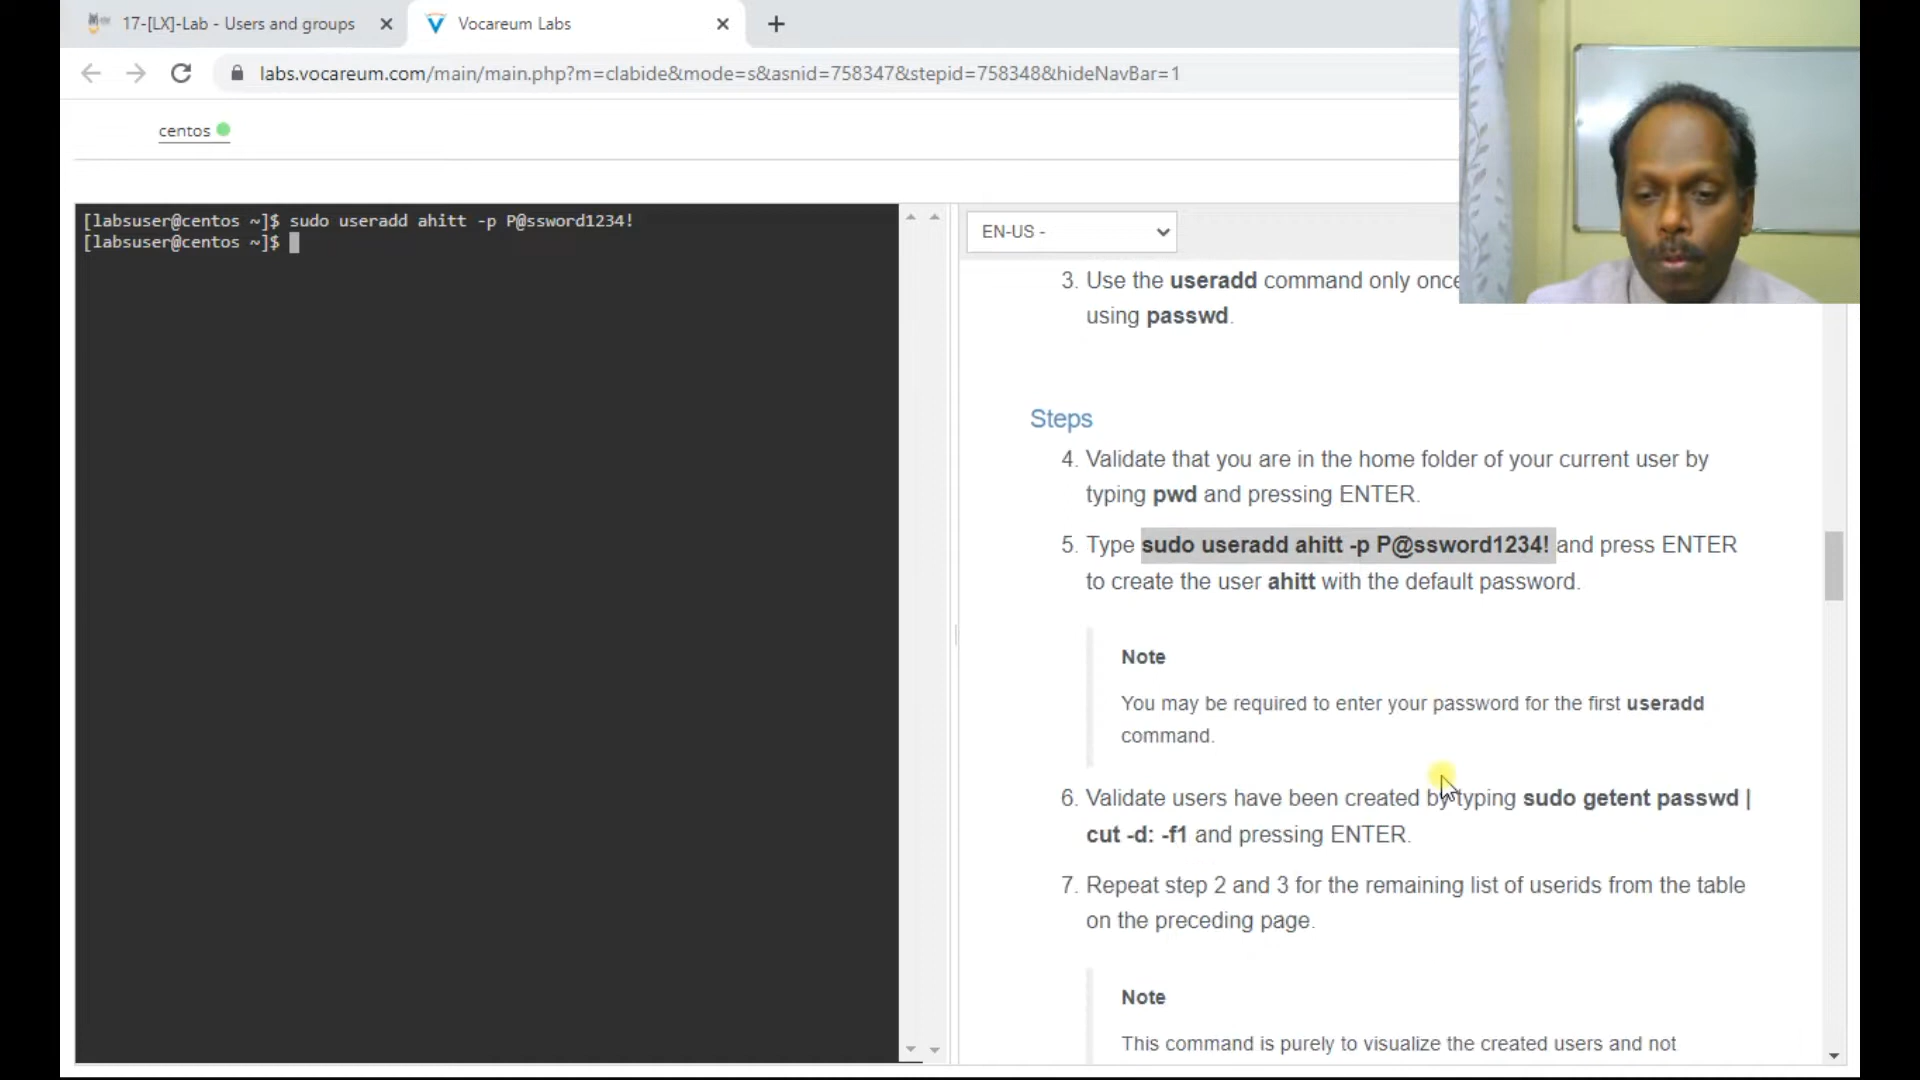 17-[LX]-Lab - Users and groups
Vocareum Labs
labs.vocareum.com/main/main.php?m=clabide&mode=s&asnid=758347&stepid=758348&hideNavBar=1
centos
[labsuser@centos ~]$ sudo useradd ahitt -p P@ssword1234!
[labsuser@centos ~]$
EN-US -
3. Use the useradd command only once
using passwd.
Steps
4. Validate that you are in the home folder of your current user by
typing pwd and pressing ENTER.
5. Type sudo useradd ahitt -p P@ssword1234! and press ENTER
to create the user ahitt with the default password.
Note
You may be required to enter your password for the first useradd
command.
6. Validate users have been created by typing sudo getent passwd |
cut -d: -f1 and pressing ENTER.
7. Repeat step 2 and 3 for the remaining list of userids from the table
on the preceding page.
Note
This command is purely to visualize the created users and not